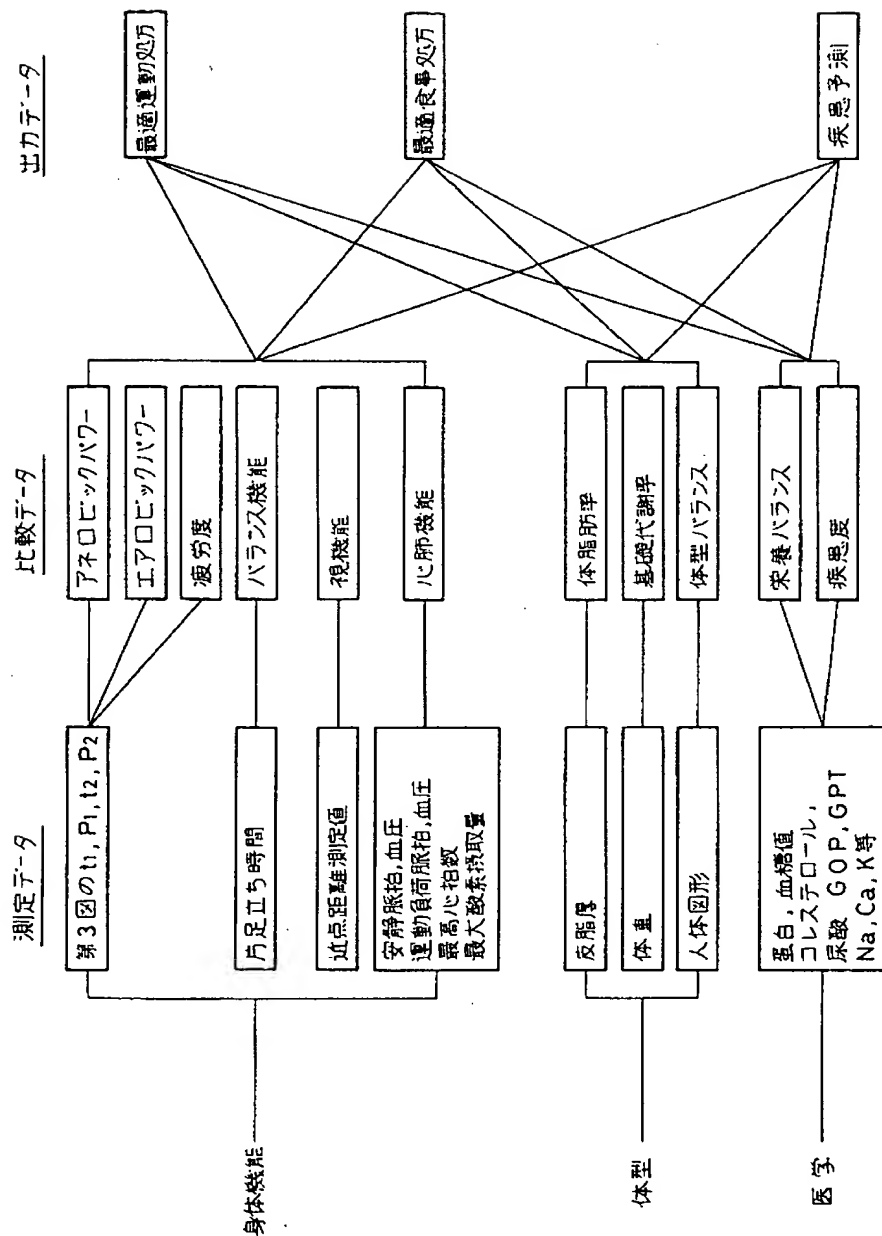 測定データ
比較データ
出力データ
身体機能
第3図のt1, P1, t2, P2
片足立ち時間
近点距離測定値
安静脈拍,血圧
運動負荷脈拍,血圧
最高心拍数
最大酸素摂取量
アネロビックパワー
エアロビックパワー
疲労度
バランス機能
視機能
心肺機能
体型
皮脂厚
体重
人体図形
体脂肪率
基礎代謝率
体型バランス
医学
蛋白,血糖値
コレステロール,
尿酸 GOP,GPT
Na,Ca,K等
栄養バランス
疾患度
最適運動処方
最適食事処方
疾患予測